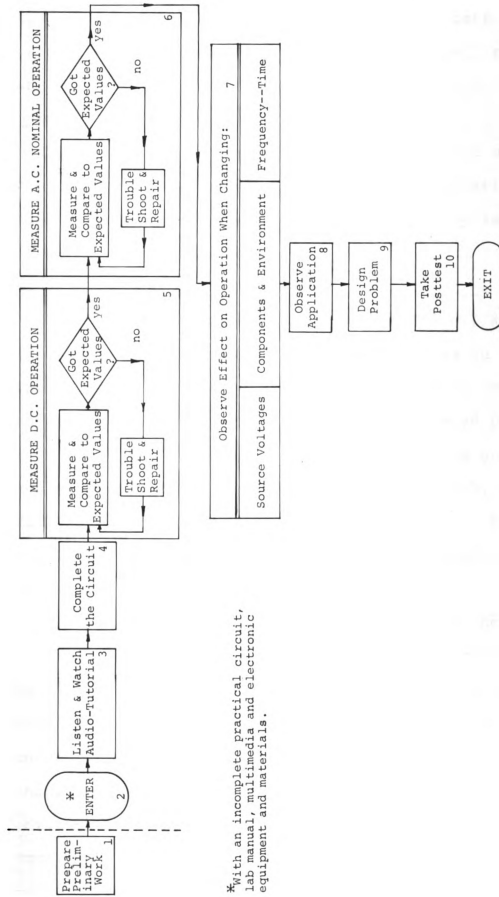 Prepare
Prelim-
inary
Work
1
*
ENTER
2
Listen & Watch
Audio-Tutorial
3
Complete
the Circuit
4
MEASURE D.C. OPERATION
Measure &
Compare to
Expected Values
Got
Expected
Values
?
yes
no
Trouble
Shoot &
Repair
5
MEASURE A.C. NOMINAL OPERATION
Measure &
Compare to
Expected Values
Got
Expected
Values
?
yes
no
Trouble
Shoot &
Repair
6
Observe Effect on Operation When Changing:
7
Source Voltages
Components & Environment
Frequency--Time
Observe
Application
8
Design
Problem
9
Take
Posttest
10
EXIT
*With an incomplete practical circuit,
lab manual, multimedia and electronic
equipment and materials.